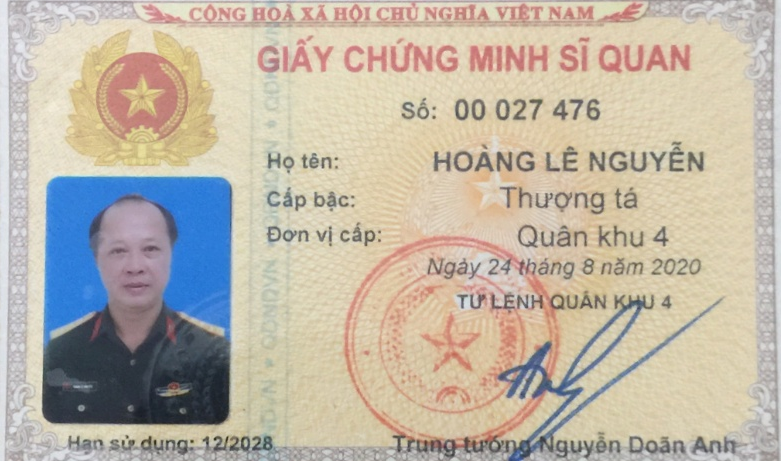 CỘNG HOÀ XÃ HỘI CHỦ NGHĨA VIỆT NAM
GIẤY CHỨNG MINH SĨ QUAN
Số: 00 027 476
Họ tên: HOÀNG LÊ NGUYỄN
Cấp bậc: Thượng tá
Đơn vị cấp: Quân khu 4
Ngày 24 tháng 8 năm 2020
TƯ LỆNH QUÂN KHU 4
Hạn sử dụng: 12/2028
Trung tướng Nguyễn Doãn Anh